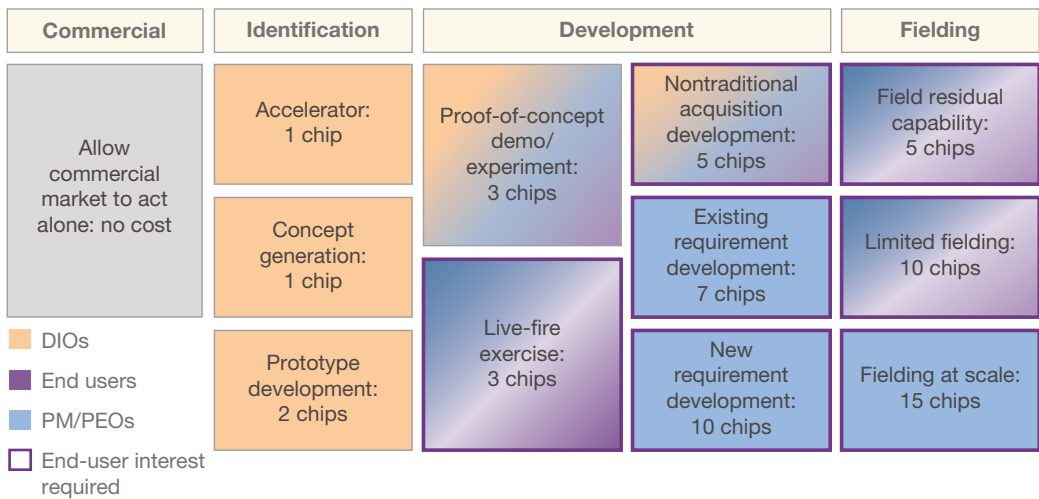 Commercial
Identification
Development
Fielding
Allow
commercial
market to act
alone: no cost
Accelerator:
1 chip
Concept
generation:
1 chip
Prototype
development:
2 chips
Proof-of-concept
demo/
experiment:
3 chips
Live-fire
exercise:
3 chips
Nontraditional
acquisition
development:
5 chips
Existing
requirement
development:
7 chips
New
requirement
development:
10 chips
Field residual
capability:
5 chips
Limited fielding:
10 chips
Fielding at scale:
15 chips
DIOs
End users
PM/PEOs
End-user interest
required